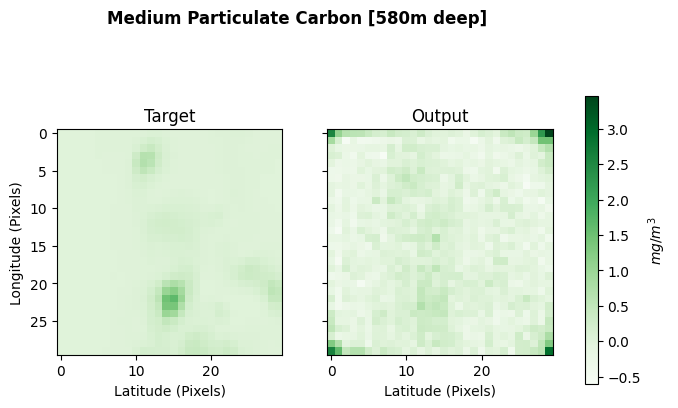 Medium Particulate Carbon [580m deep]
Target
Output
0
5
10
15
20
25
Longitude (Pixels)
0
10
20
Latitude (Pixels)
0
10
20
Latitude (Pixels)
3.0
2.5
2.0
1.5
1.0
0.5
0.0
−0.5
mg/m³